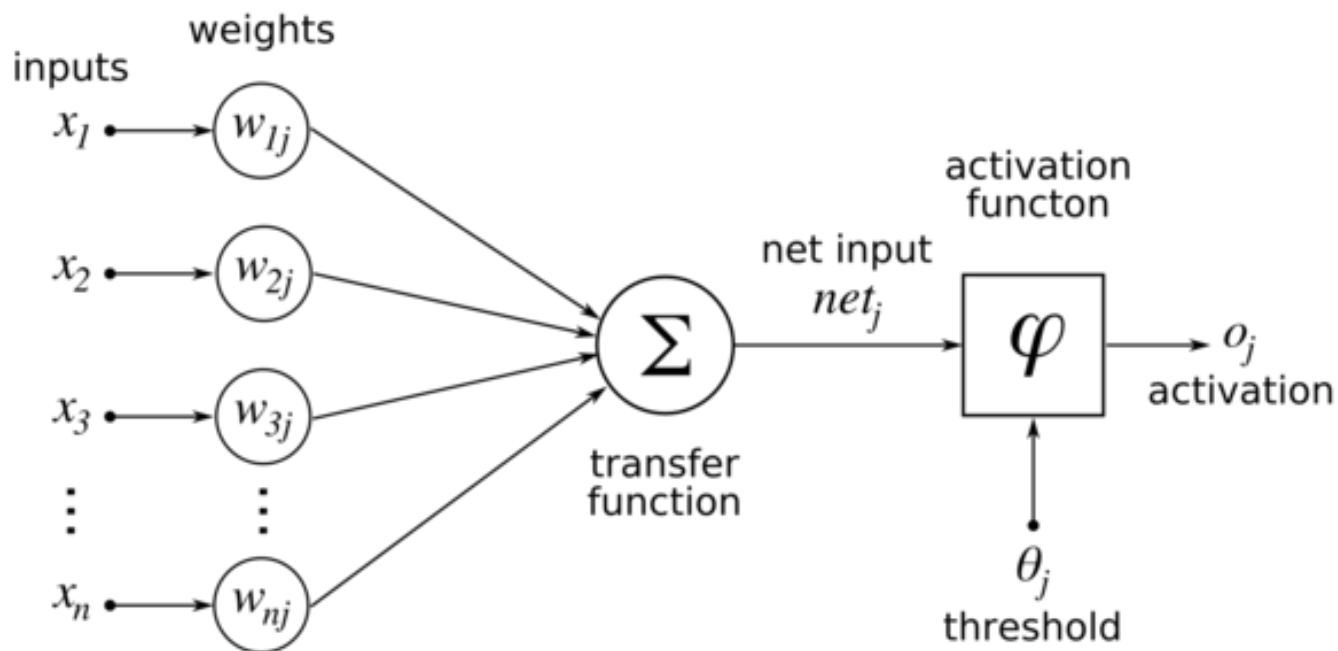 weights
inputs
x₁
w₁ⱼ
x₂
w₂ⱼ
x₃
w₃ⱼ
⋮ ⋮
xₙ
wₙⱼ
Σ
transfer
function
net input
netⱼ
activation
functon
φ
oⱼ
activation
θⱼ
threshold